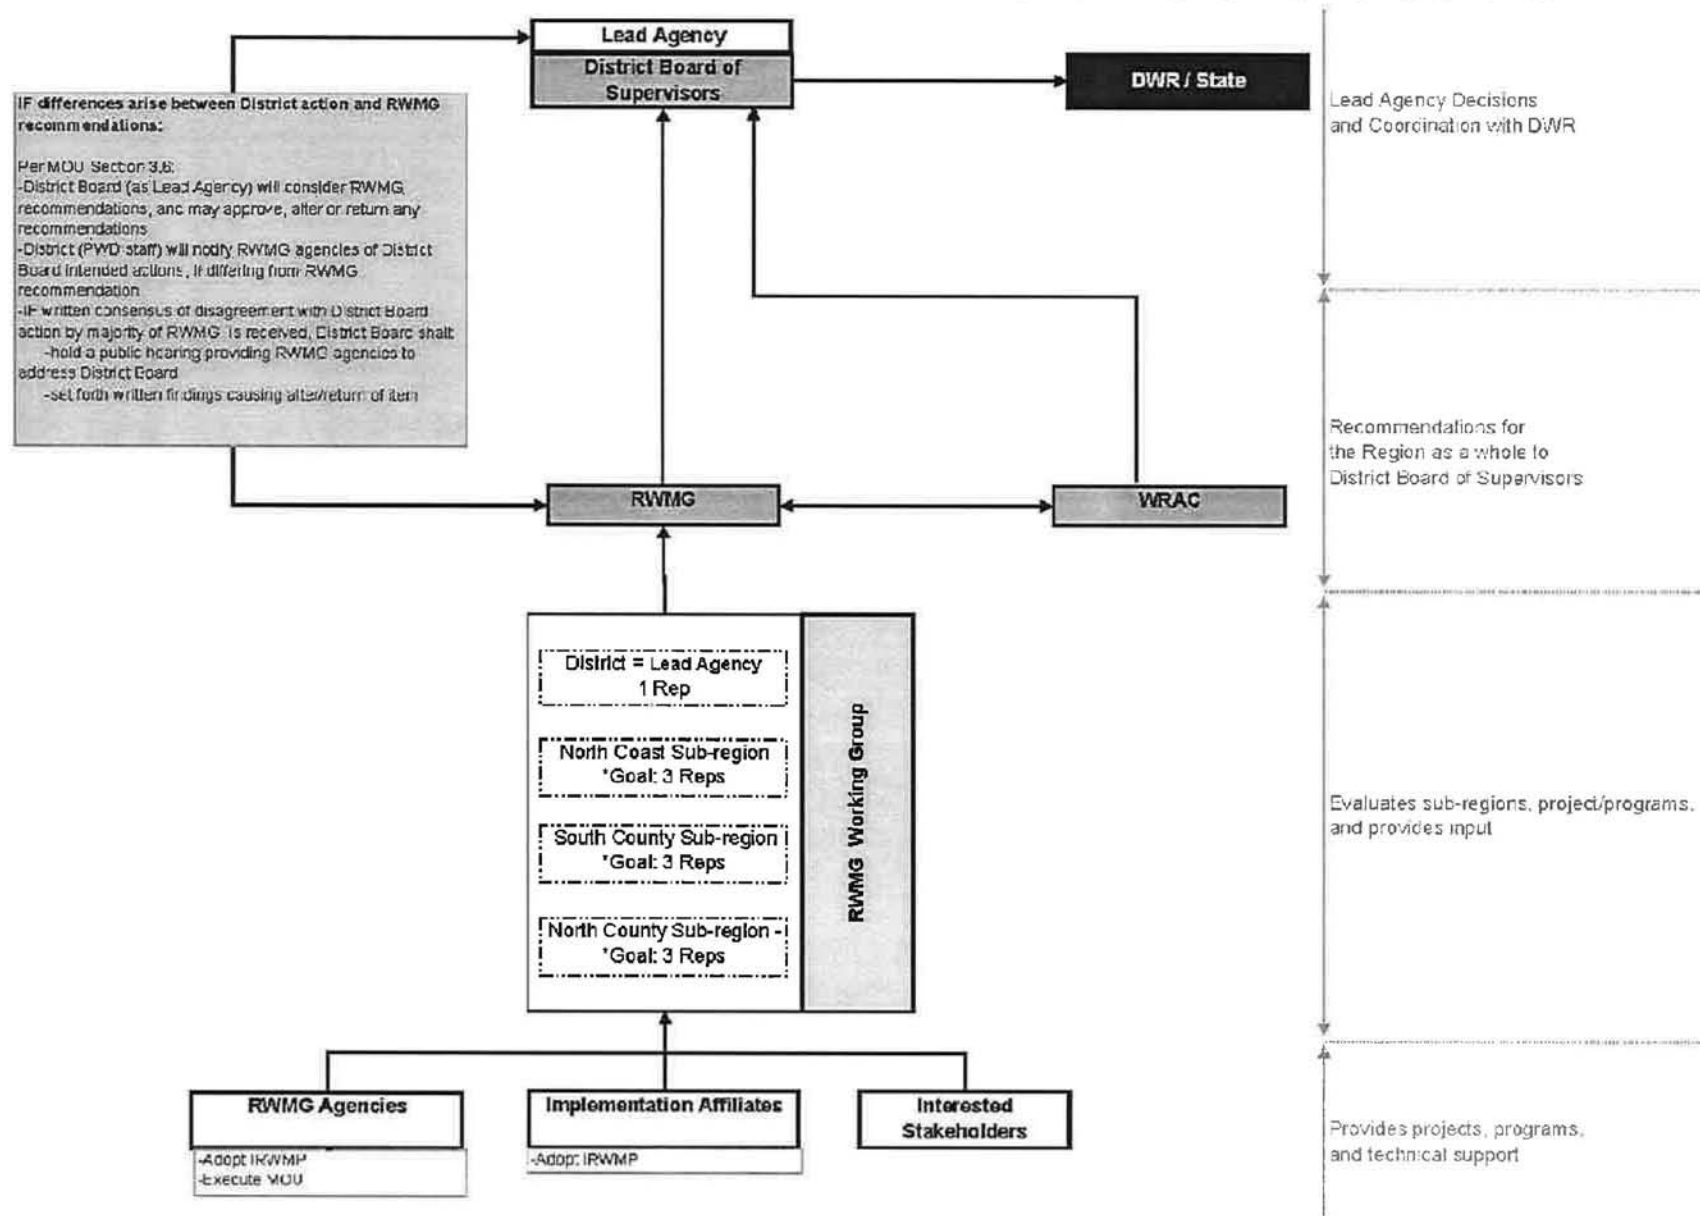 Lead Agency
District Board of
Supervisors
DWR / State
IF differences arise between District action and RWMG
recommendations:
Per MOU Section 3.6:
-District Board (as Lead Agency) will consider RWMG
recommendations, and may approve, alter or return any
recommendations
-District (PWD staff) will notify RWMG agencies of District
Board intended actions, if differing from RWMG
recommendation
-IF written consensus of disagreement with District Board
action by majority of RWMG is received, District Board shall:
-hold a public hearing providing RWMG agencies to
address District Board
-set forth written findings causing alter/return of item
Lead Agency Decisions
and Coordination with DWR
RWMG
WRAC
Recommendations for
the Region as a whole to
District Board of Supervisors
District = Lead Agency
1 Rep
North Coast Sub-region
*Goal: 3 Reps
South County Sub-region
*Goal: 3 Reps
North County Sub-region -
*Goal: 3 Reps
RWMG Working Group
Evaluates sub-regions, project/programs,
and provides input
RWMG Agencies
-Adopt IRWMP
-Execute MOU
Implementation Affiliates
-Adopt IRWMP
Interested
Stakeholders
Provides projects, programs,
and technical support